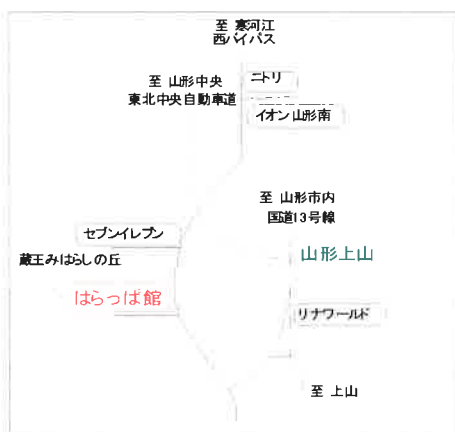 至 寒河江
西バイパス
ニトリ
至 山形中央
東北中央自動車道
イオン山形南
至 山形市内
国道13号線
セブンイレブン
山形上山
蔵王みはらしの丘
はらっぱ館
リナワールド
至 上山